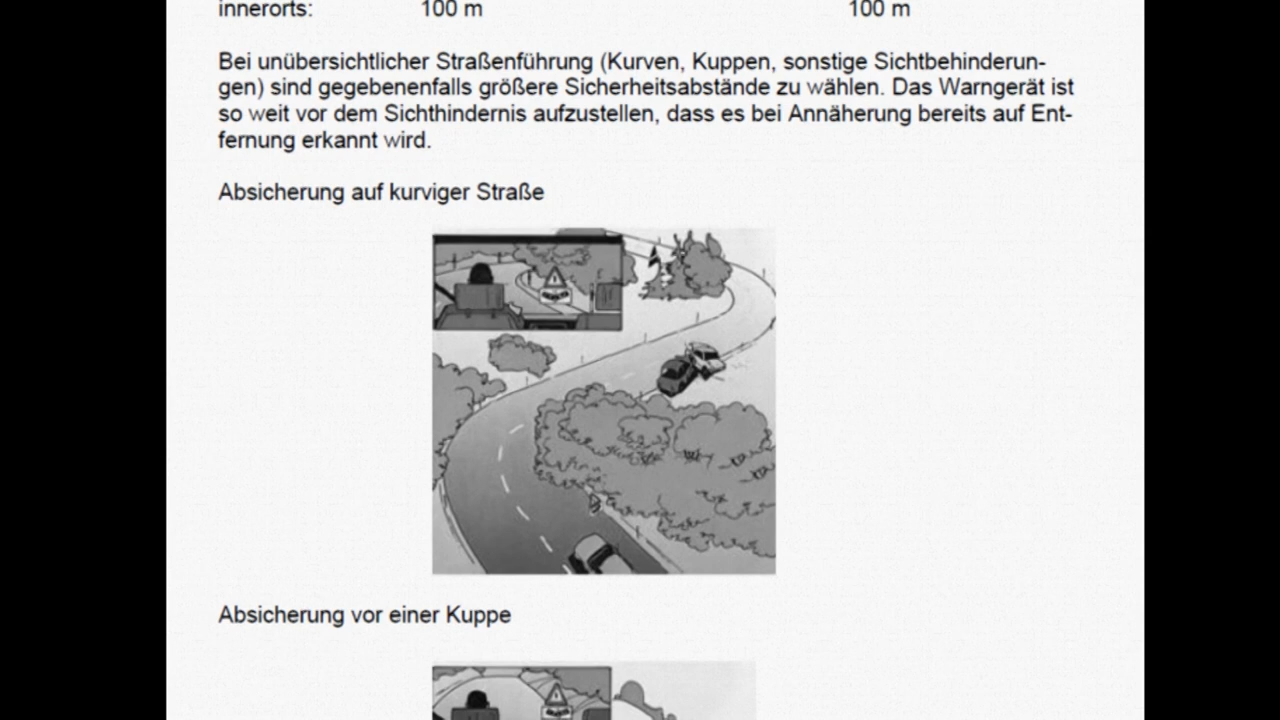 innerorts: 100 m 100 m
Bei unübersichtlicher Straßenführung (Kurven, Kuppen, sonstige Sichtbehinderun-
gen) sind gegebenenfalls größere Sicherheitsabstände zu wählen. Das Warngerät ist
so weit vor dem Sichthindernis aufzustellen, dass es bei Annäherung bereits auf Ent-
fernung erkannt wird.
Absicherung auf kurviger Straße
Absicherung vor einer Kuppe